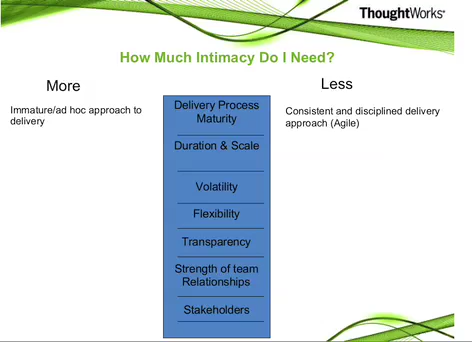 ThoughtWorks®
How Much Intimacy Do I Need?
More
Less
Immature/ad hoc approach to
delivery
Delivery Process
Maturity
Consistent and disciplined delivery
approach (Agile)
Duration & Scale
Volatility
Flexibility
Transparency
Strength of team
Relationships
Stakeholders